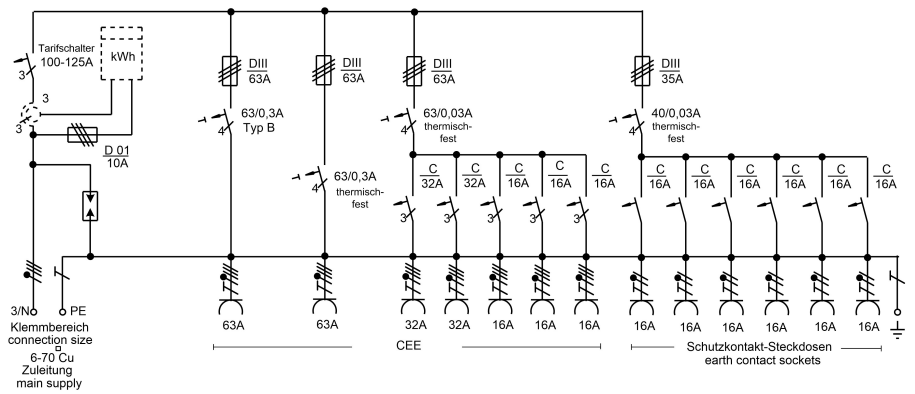 Tarifschalter
100-125A
3
kWh
3
3
D 01
10A
DIII
63A
63/0,3A
Typ B
4
DIII
63A
4
63/0,3A
thermisch-
fest
DIII
63A
63/0,03A
thermisch-
fest
4
C
32A
C
32A
C
16A
C
16A
C
16A
3
3
3
3
3
DIII
35A
40/0,03A
thermisch-
fest
4
C
16A
C
16A
C
16A
C
16A
C
16A
C
16A
3/N
PE
Klemmbereich
connection size
6-70 Cu
Zuleitung
main supply
63A
63A
32A
32A
16A
16A
16A
CEE
16A
16A
16A
16A
16A
16A
Schutzkontakt-Steckdosen
earth contact sockets